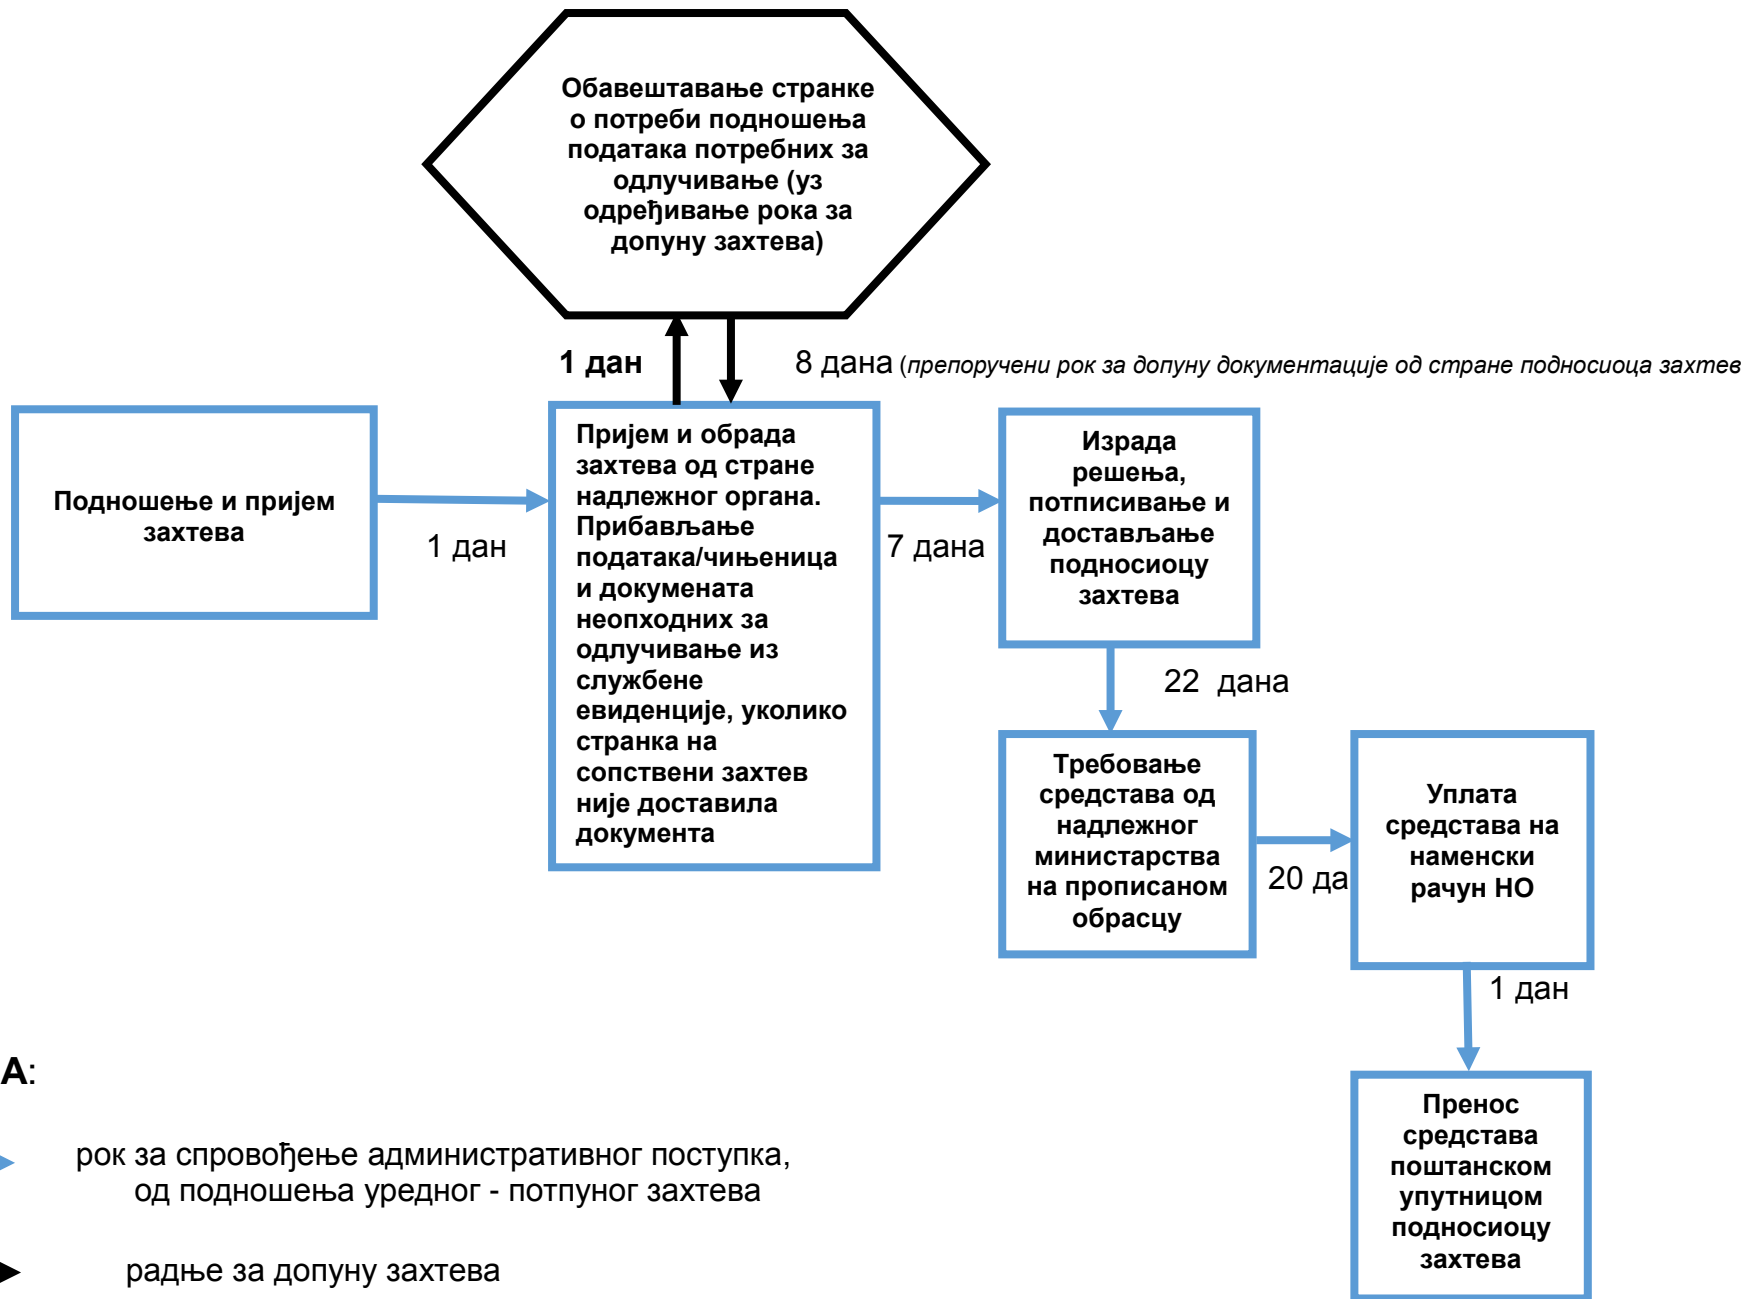 Обавештавање странке
о потреби подношења
података потребних за
одлучивање (уз
одређивање рока за
допуну захтева)
1 дан
8 дана (препоручени рок за допуну документације од стране подносиоца захтев
Подношење и пријем
захтева
1 дан
Пријем и обрада
захтева од стране
надлежног органа.
Прибављање
података/чињеница
и докумената
неопходних за
одлучивање из
службене
евиденције, уколико
странка на
сопствени захтев
није доставила
документа
7 дана
Израда
решења,
потписивање и
достављање
подносиоцу
захтева
22 дана
Требовање
средстава од
надлежног
министарства
на прописаном
обрасцу
20 да
Уплата
средстава на
наменски
рачун НО
1 дан
Пренос
средстава
поштанском
упутницом
подносиоцу
захтева
А:
рок за спровођење административног поступка,
од подношења уредног - потпуног захтева
радње за допуну захтева